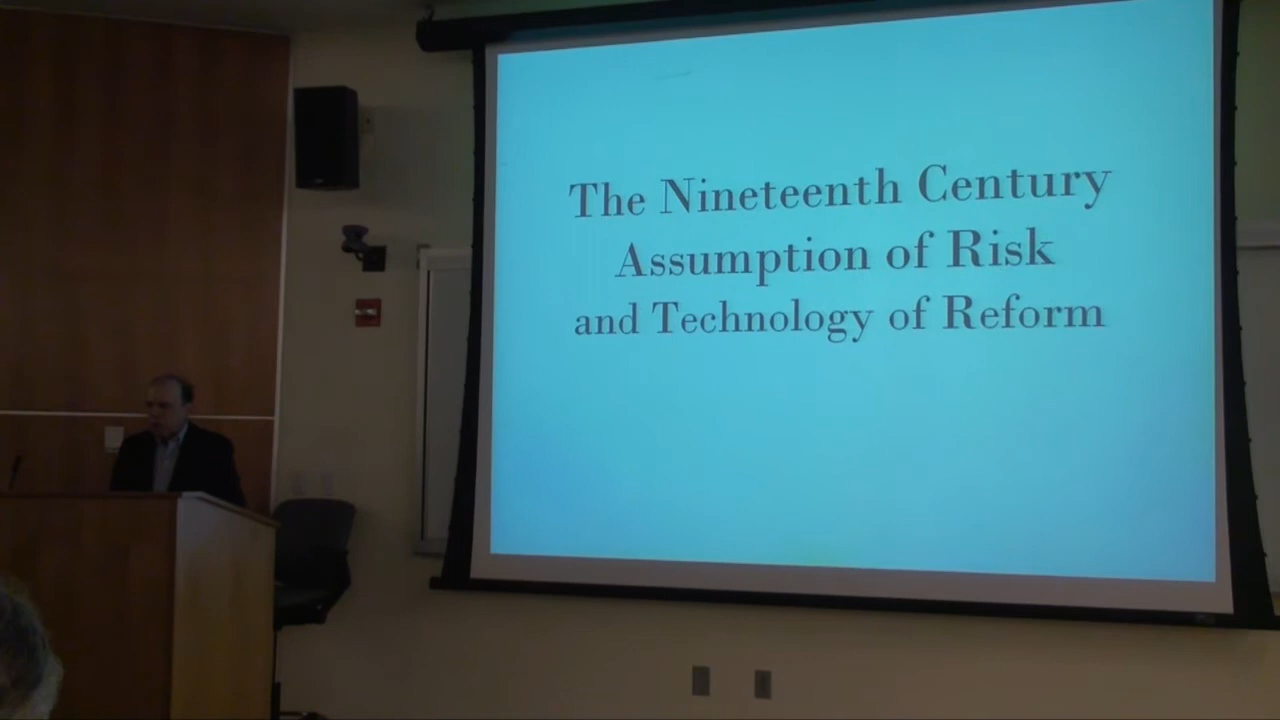 The Nineteenth Century
Assumption of Risk
and Technology of Reform